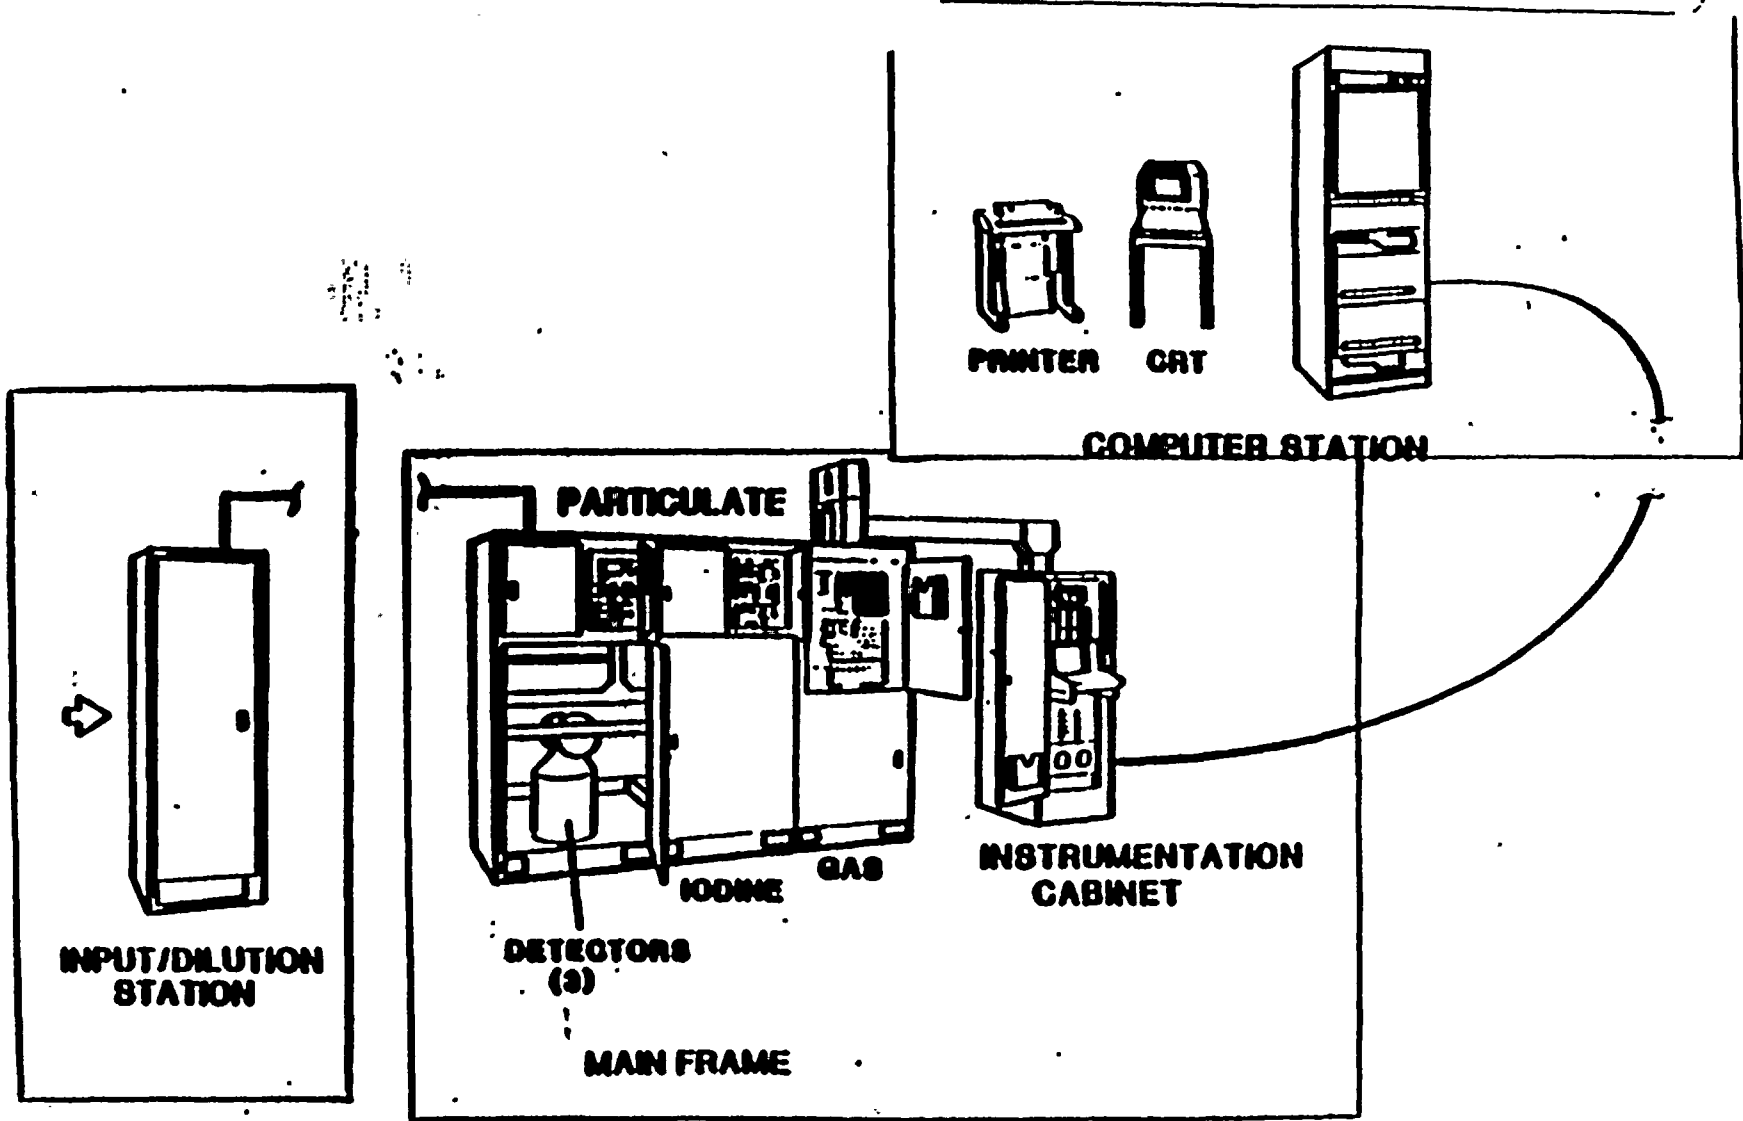 PRINTER
CRT
COMPUTER STATION
PARTICULATE
INSTRUMENTATION
CABINET
GAS
IODINE
DETECTORS
(3)
INPUT/DILUTION
STATION
MAIN FRAME